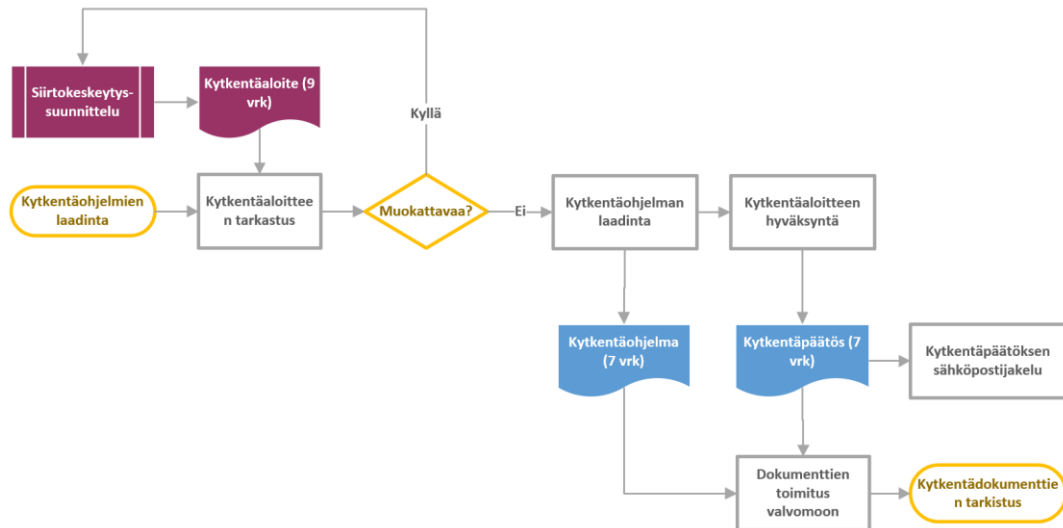 Siirtokeskeytys-
suunnittelu
Kytkentäaloite (9
vrk)
Kyllä
Kytkentäohjelmien
laadinta
Kytkentäaloittee
n tarkastus
Muokattavaa?
Ei
Kytkentäohjelman
laadinta
Kytkentäaloitteen
hyväksyntä
Kytkentäohjelma
(7 vrk)
Kytkentäpäätös (7
vrk)
Kytkentäpäätöksen
sähköpostijakelu
Dokumenttien
toimitus
valvomoon
Kytkentädokumenttie
n tarkistus